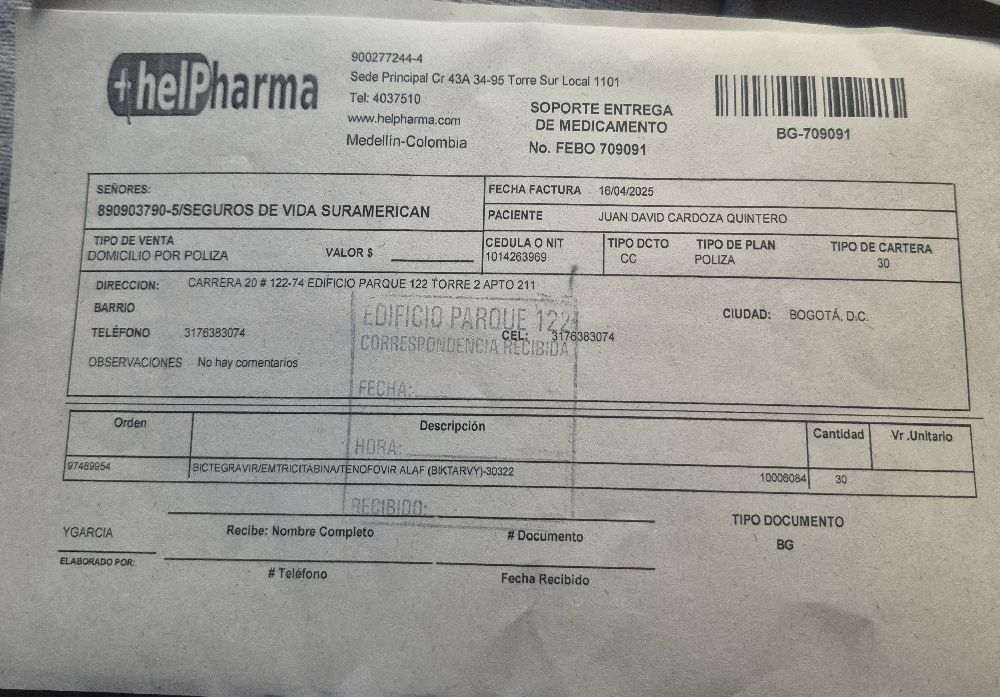 +helPharma
900277244-4
Sede Principal Cr 43A 34-95 Torre Sur Local 1101
Tel: 4037510
www.helpharma.com
Medellín-Colombia
SOPORTE ENTREGA
DE MEDICAMENTO
No. FEBO 709091
BG-709091
SEÑORES:
890903790-5/SEGUROS DE VIDA SURAMERICAN
FECHA FACTURA 16/04/2025
PACIENTE JUAN DAVID CARDOZA QUINTERO
TIPO DE VENTA
DOMICILIO POR POLIZA
VALOR $
CEDULA O NIT
1014263969
TIPO DCTO
CC
TIPO DE PLAN
POLIZA
TIPO DE CARTERA
30
DIRECCION: CARRERA 20 # 122-74 EDIFICIO PARQUE 122 TORRE 2 APTO 211
BARRIO
CIUDAD: BOGOTÁ, D.C.
TELÉFONO 3176383074
CEL: 3176383074
OBSERVACIONES No hay comentarios
EDIFICIO PARQUE 122
CORRESPONDENCIA RECIBIDA
FECHA:
HORA:
RECIBIDO:
Orden Descripción Cantidad Vr .Unitario
97489954 BICTEGRAVIR/EMTRICITABINA/TENOFOVIR ALAF (BIKTARVY)-30322 10006084 30
YGARCIA
ELABORADO POR:
Recibe: Nombre Completo
# Documento
# Teléfono
Fecha Recibido
TIPO DOCUMENTO
BG